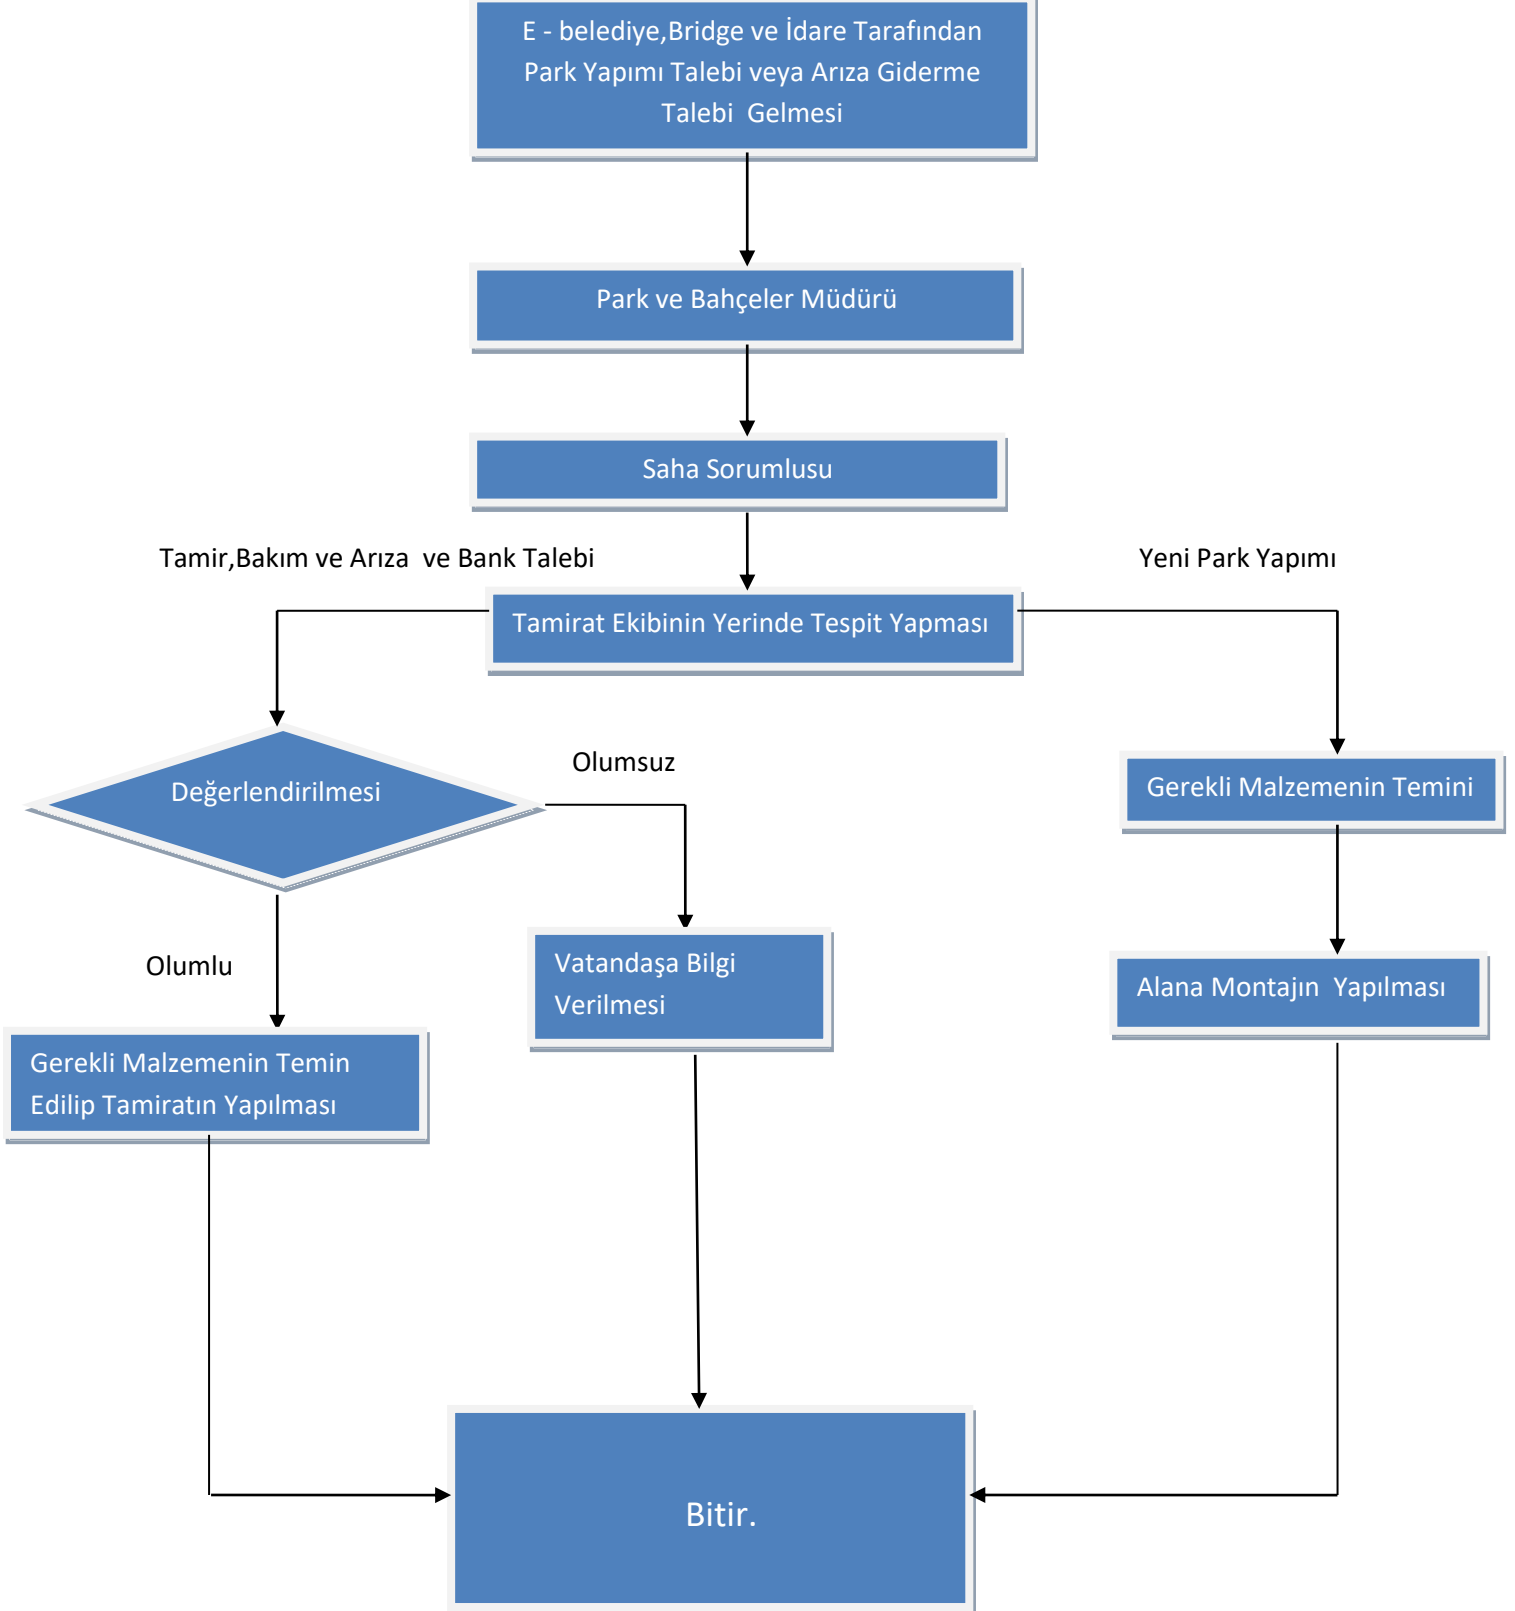 E - belediye,Bridge ve İdare Tarafından
Park Yapımı Talebi veya Arıza Giderme
Talebi  Gelmesi
Park ve Bahçeler Müdürü
Saha Sorumlusu
Tamir,Bakım ve Arıza  ve Bank Talebi
Yeni Park Yapımı
Tamirat Ekibinin Yerinde Tespit Yapması
Olumsuz
Değerlendirilmesi
Gerekli Malzemenin Temini
Olumlu
Vatandaşa Bilgi
Verilmesi
Alana Montajın  Yapılması
Gerekli Malzemenin Temin
Edilip Tamiratın Yapılması
Bitir.